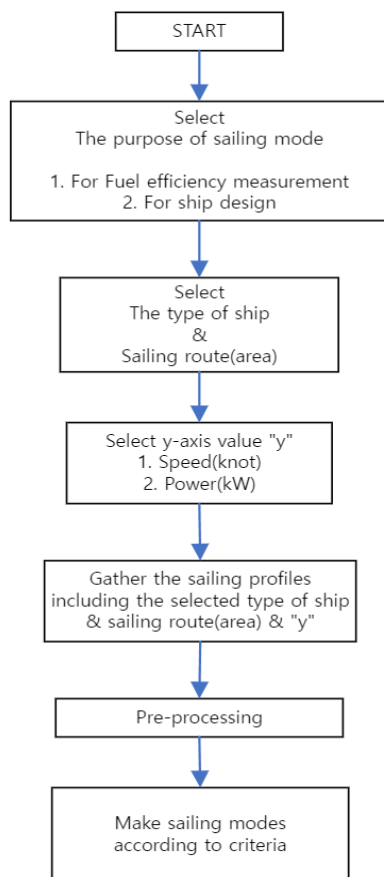 START
Select
The purpose of sailing mode
1. For Fuel efficiency measurement
2. For ship design
Select
The type of ship
&
Sailing route(area)
Select y-axis value "y"
1. Speed(knot)
2. Power(kW)
Gather the sailing profiles
including the selected type of ship
& sailing route(area) & "y"
Pre-processing
Make sailing modes
according to criteria